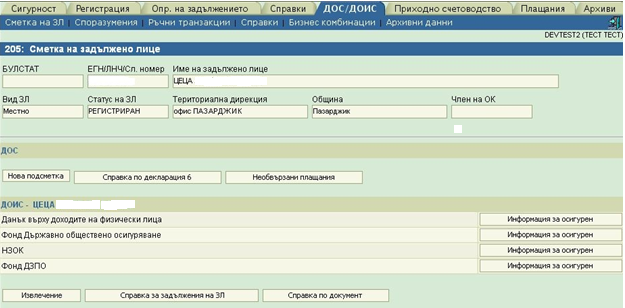 Сигурност Регистрация Опр. на задължението Справки ДОС/ДОИС Приходно счетоводство Плащания Архиви
Сметка на ЗЛ | Споразумения | Ръчни транзакции | Справки | Бизнес комбинации | Архивни данни
DEVTEST2 (ТЕСТ ТЕСТ)
205: Сметка на задължено лице
БУЛСТАТ ЕГН/ЛНЧ/Сл. номер Име на задължено лице
ЦЕЦА
Вид ЗЛ Статус на ЗЛ Териториална дирекция Община Член на ОК
Местно РЕГИСТРИРАН офис ПАЗАРДЖИК Пазарджик
ДОС
Нова подсметка Справка по декларация 6 Необвързани плащания
ДОИС - ЦЕЦА
Данък върху доходите на физически лица Информация за осигурен
Фонд Държавно обществено осигуряване Информация за осигурен
НЗОК Информация за осигурен
Фонд ДЗПО Информация за осигурен
Извлечение Справка за задължения на ЗЛ Справка по документ